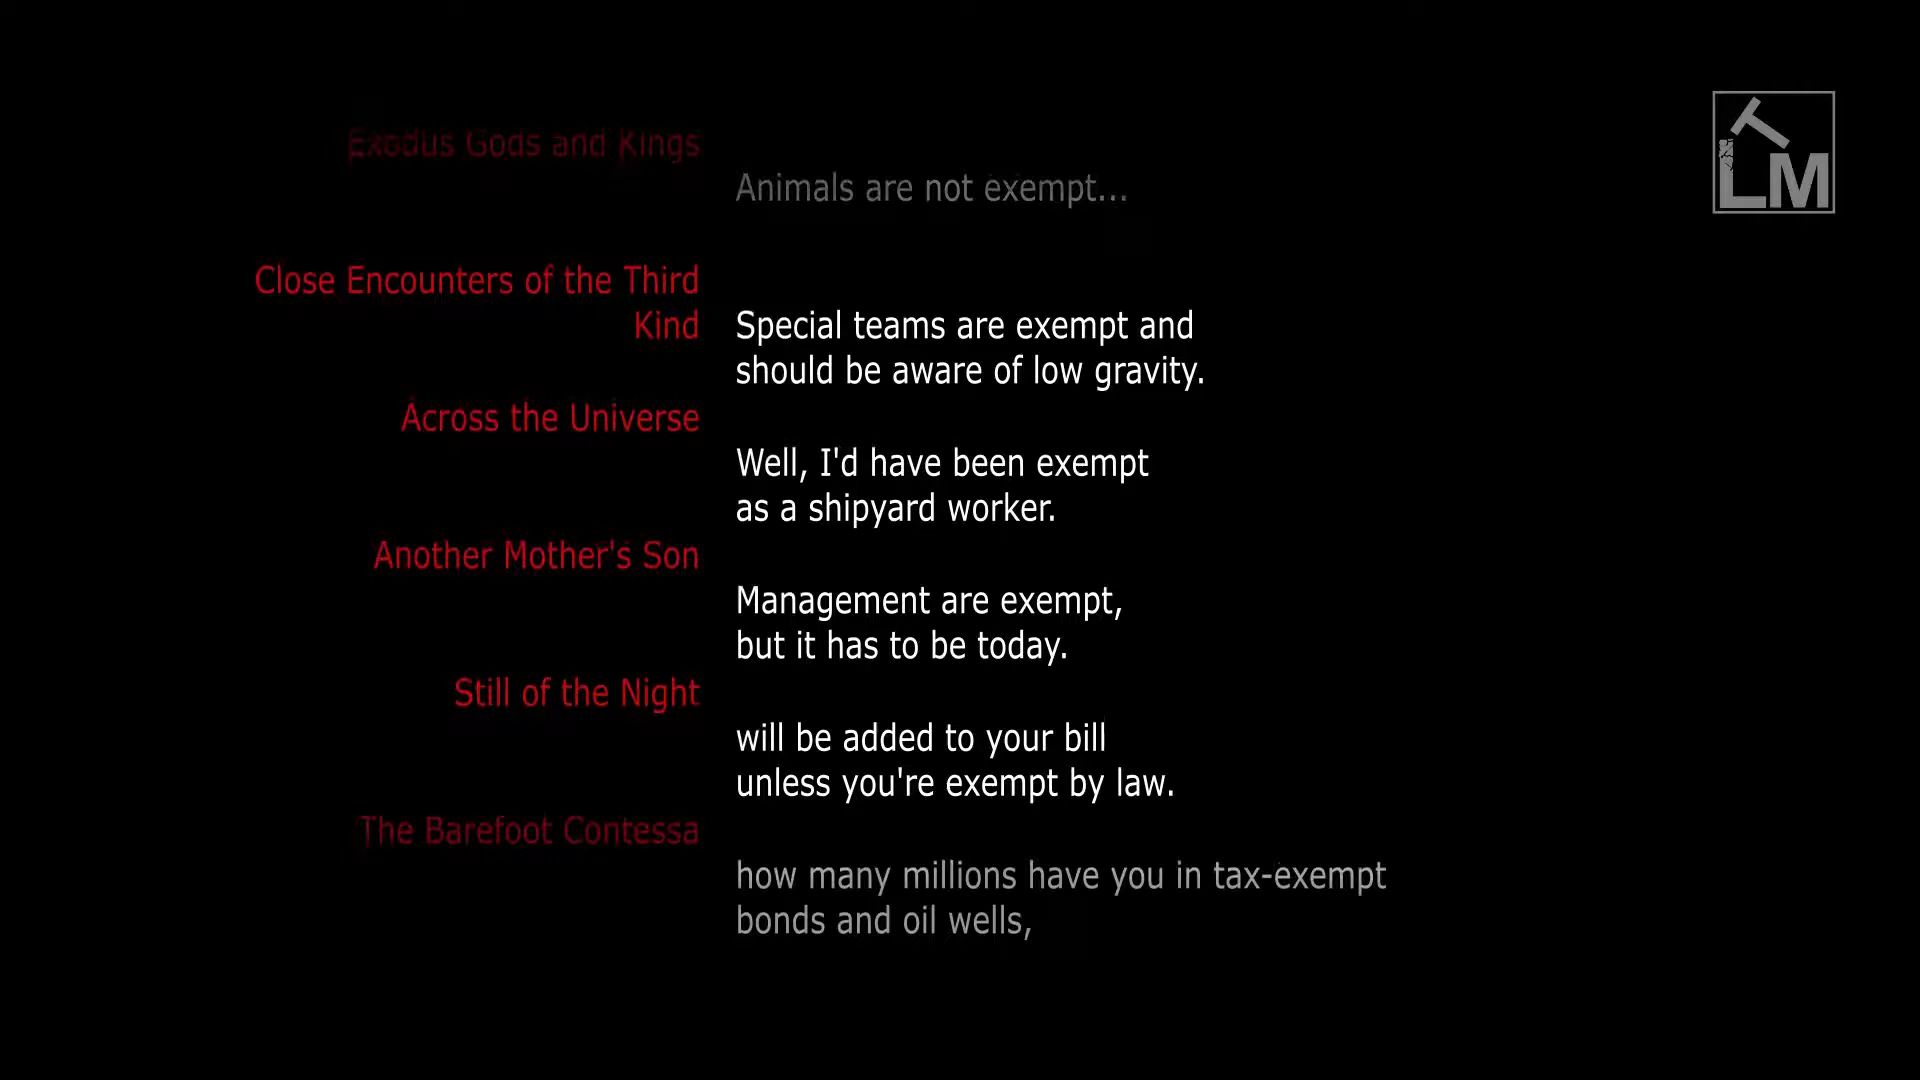 Exodus Gods and Kings
Animals are not exempt...
Close Encounters of the Third
Kind
Special teams are exempt and
should be aware of low gravity.
Across the Universe
Well, I'd have been exempt
as a shipyard worker.
Another Mother's Son
Management are exempt,
but it has to be today.
Still of the Night
will be added to your bill
unless you're exempt by law.
The Barefoot Contessa
how many millions have you in tax-exempt
bonds and oil wells,
TLM